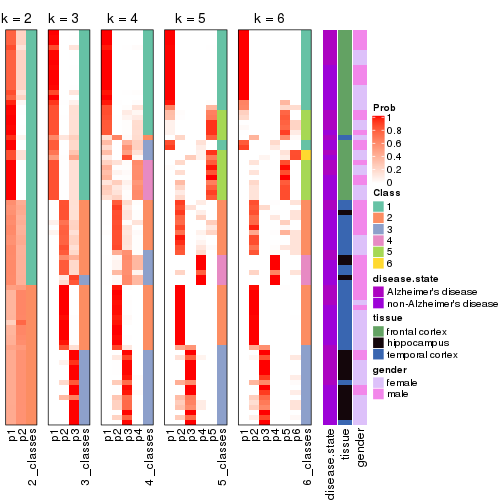 k = 2 k = 3 k = 4 k = 5 k = 6
Prob
1
0.8
0.6
0.4
0.2
0
Class
1
2
3
4
5
6
disease.state
Alzheimer's disease
non-Alzheimer's disease
tissue
frontal cortex
hippocampus
temporal cortex
gender
female
male
p1 p2 2_classes p1 p2 p3 3_classes p1 p2 p3 p4 4_classes p1 p2 p3 p4 p5 5_classes p1 p2 p3 p4 p5 p6 6_classes disease.state tissue gender